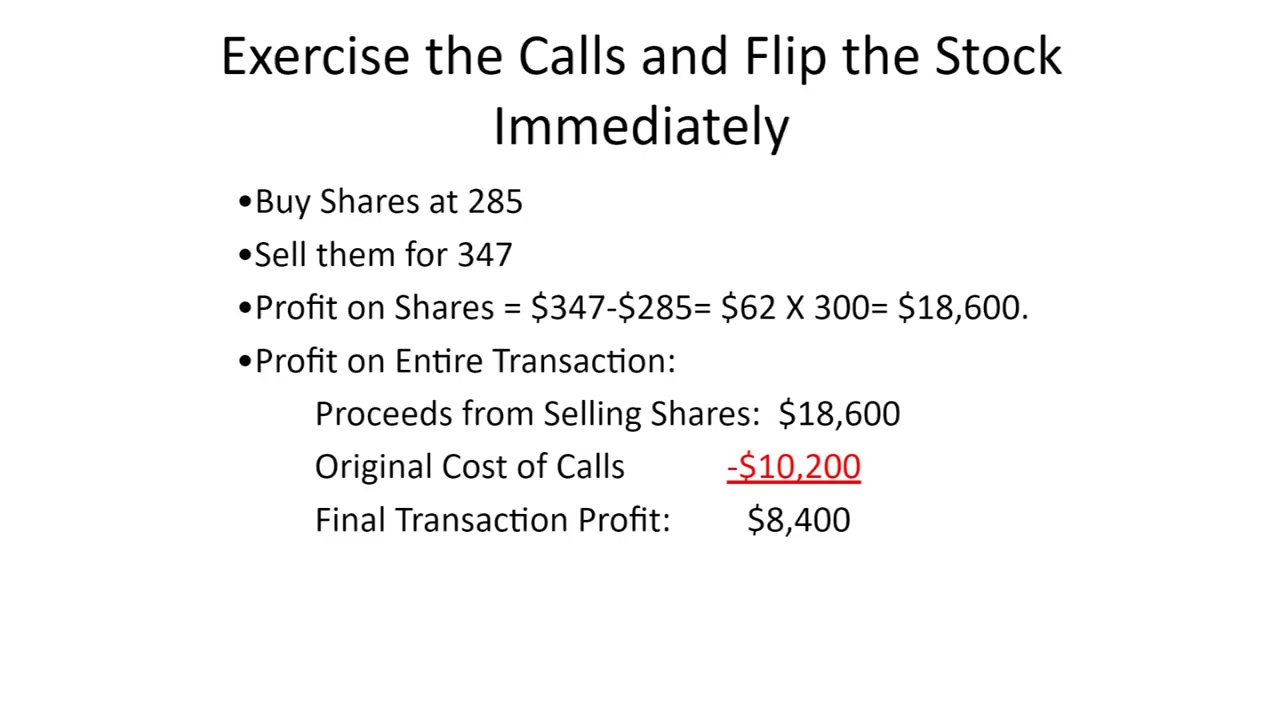 Exercise the Calls and Flip the Stock
Immediately
•Buy Shares at 285
•Sell them for 347
•Profit on Shares = $347-$285= $62 X 300= $18,600.
•Profit on Entire Transaction:
Proceeds from Selling Shares: $18,600
Original Cost of Calls -$10,200
Final Transaction Profit: $8,400